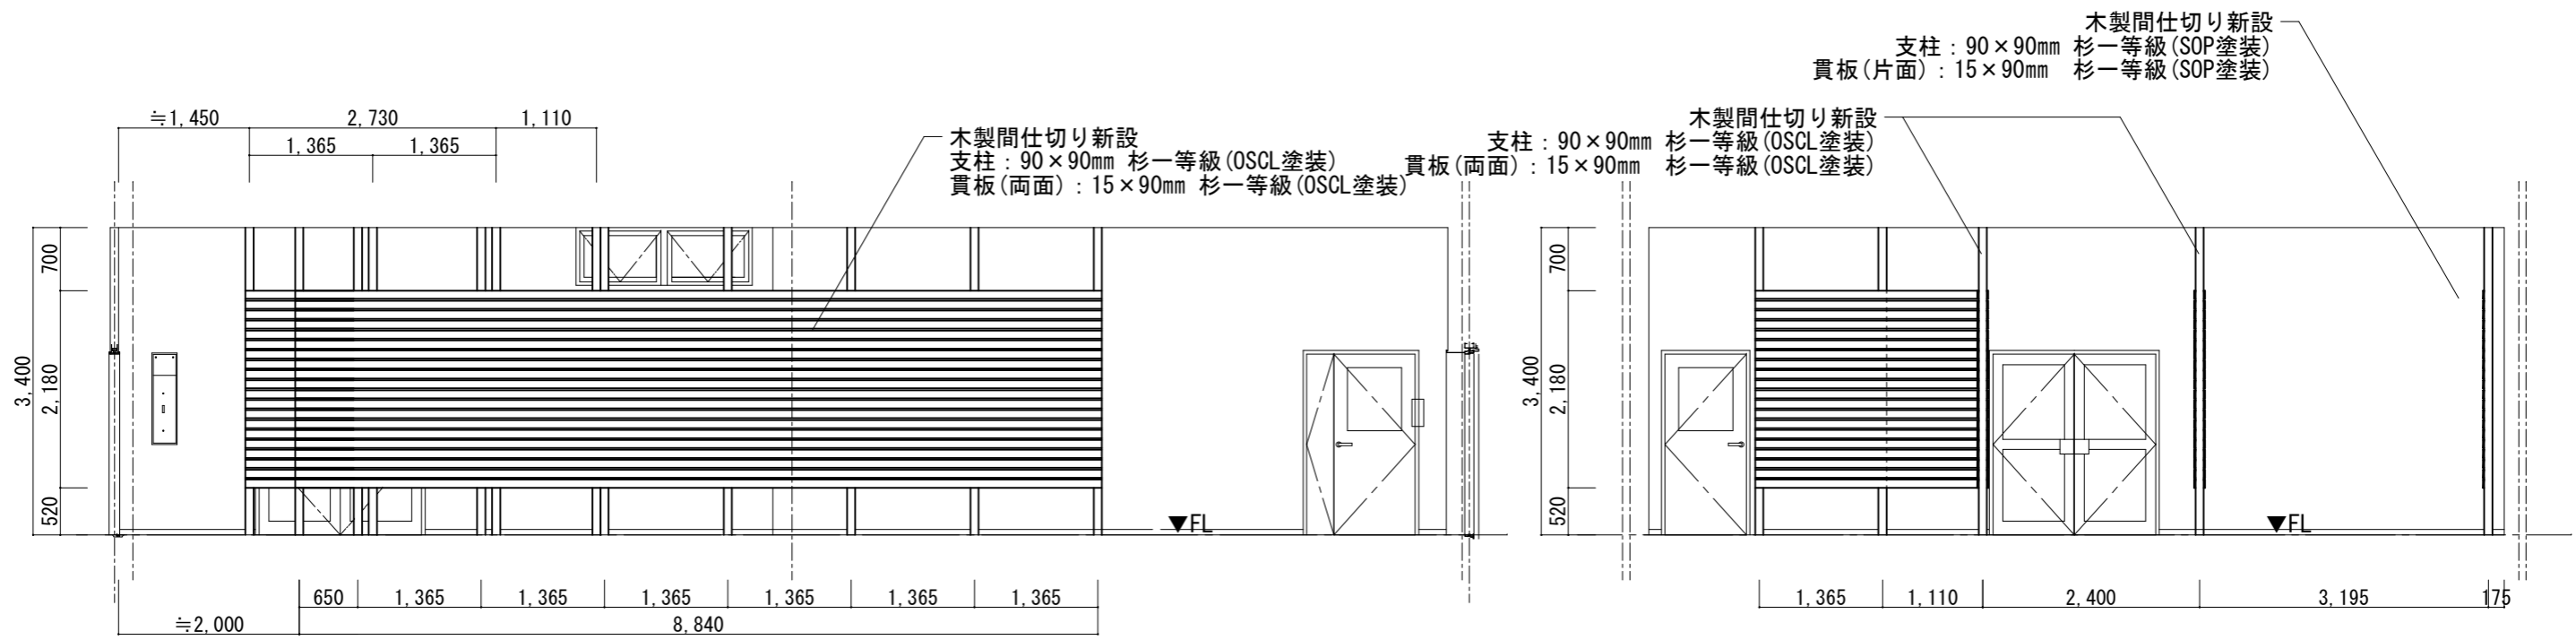 木製間仕切り新設
支柱：90×90mm 杉一等級(SOP塗装)
貫板(片面)：15×90mm 杉一等級(SOP塗装)
≒1,450
2,730
1,110
1,365
1,365
木製間仕切り新設
支柱：90×90mm 杉一等級(OSCL塗装)
貫板(両面)：15×90mm 杉一等級(OSCL塗装)
木製間仕切り新設
支柱：90×90mm 杉一等級(OSCL塗装)
貫板(両面)：15×90mm 杉一等級(OSCL塗装)
3,400
700
2,180
520
▼FL
650
1,365
1,365
1,365
1,365
1,365
1,365
≒2,000
8,840
3,400
700
2,180
520
▼FL
1,365
1,110
2,400
3,195
175